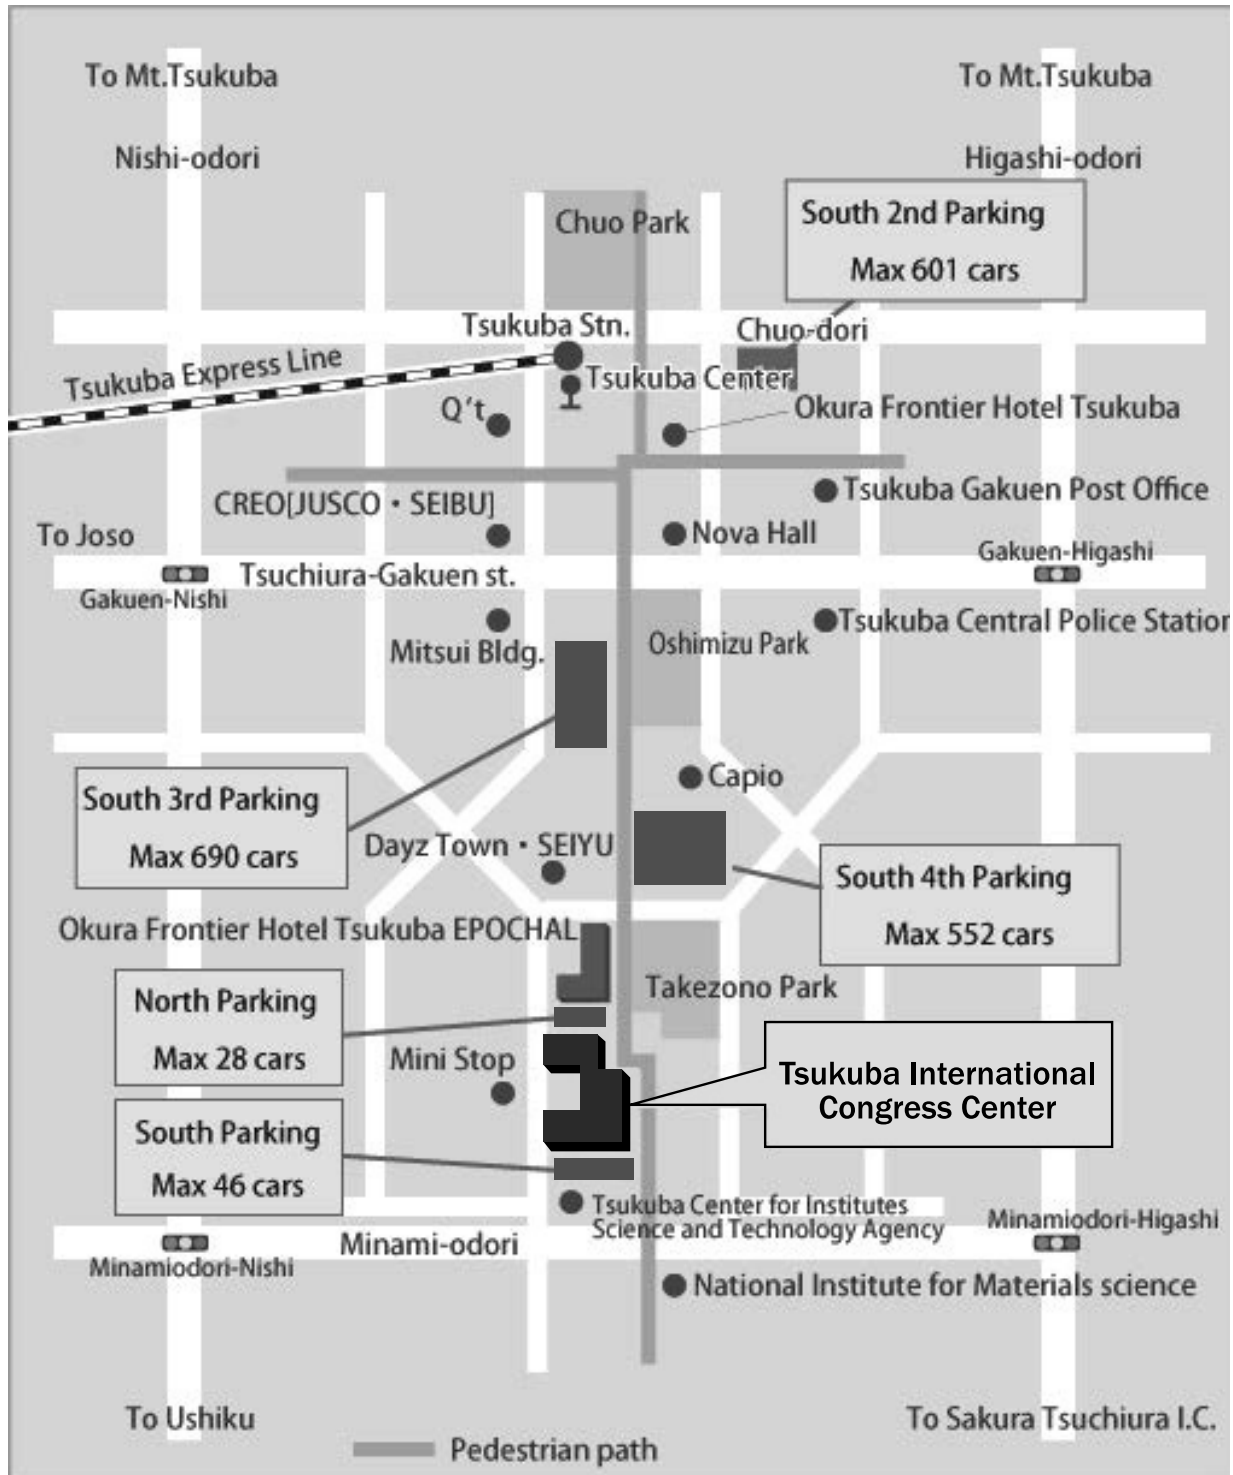 To Mt.Tsukuba
To Mt.Tsukuba
Nishi-odori
Higashi-odori
Chuo Park
South 2nd Parking
Max 601 cars
Tsukuba Stn.
Chuo-dori
Tsukuba Express Line
Tsukuba Center
Q't
Okura Frontier Hotel Tsukuba
CREO[JUSCO・SEIBU]
Tsukuba Gakuen Post Office
To Joso
Nova Hall
Gakuen-Higashi
Tsuchiura-Gakuen st.
Gakuen-Nishi
Tsukuba Central Police Station
Mitsui Bldg.
Oshimizu Park
Capio
South 3rd Parking
Max 690 cars
Dayz Town・SEIYU
South 4th Parking
Max 552 cars
Okura Frontier Hotel Tsukuba EPOCHAL
North Parking
Max 28 cars
Takezono Park
Mini Stop
Tsukuba International
Congress Center
South Parking
Max 46 cars
Tsukuba Center for Institutes
Science and Technology Agency
Minamiodori-Higashi
Minami-odori
Minamiodori-Nishi
National Institute for Materials science
To Ushiku
To Sakura Tsuchiura I.C.
Pedestrian path